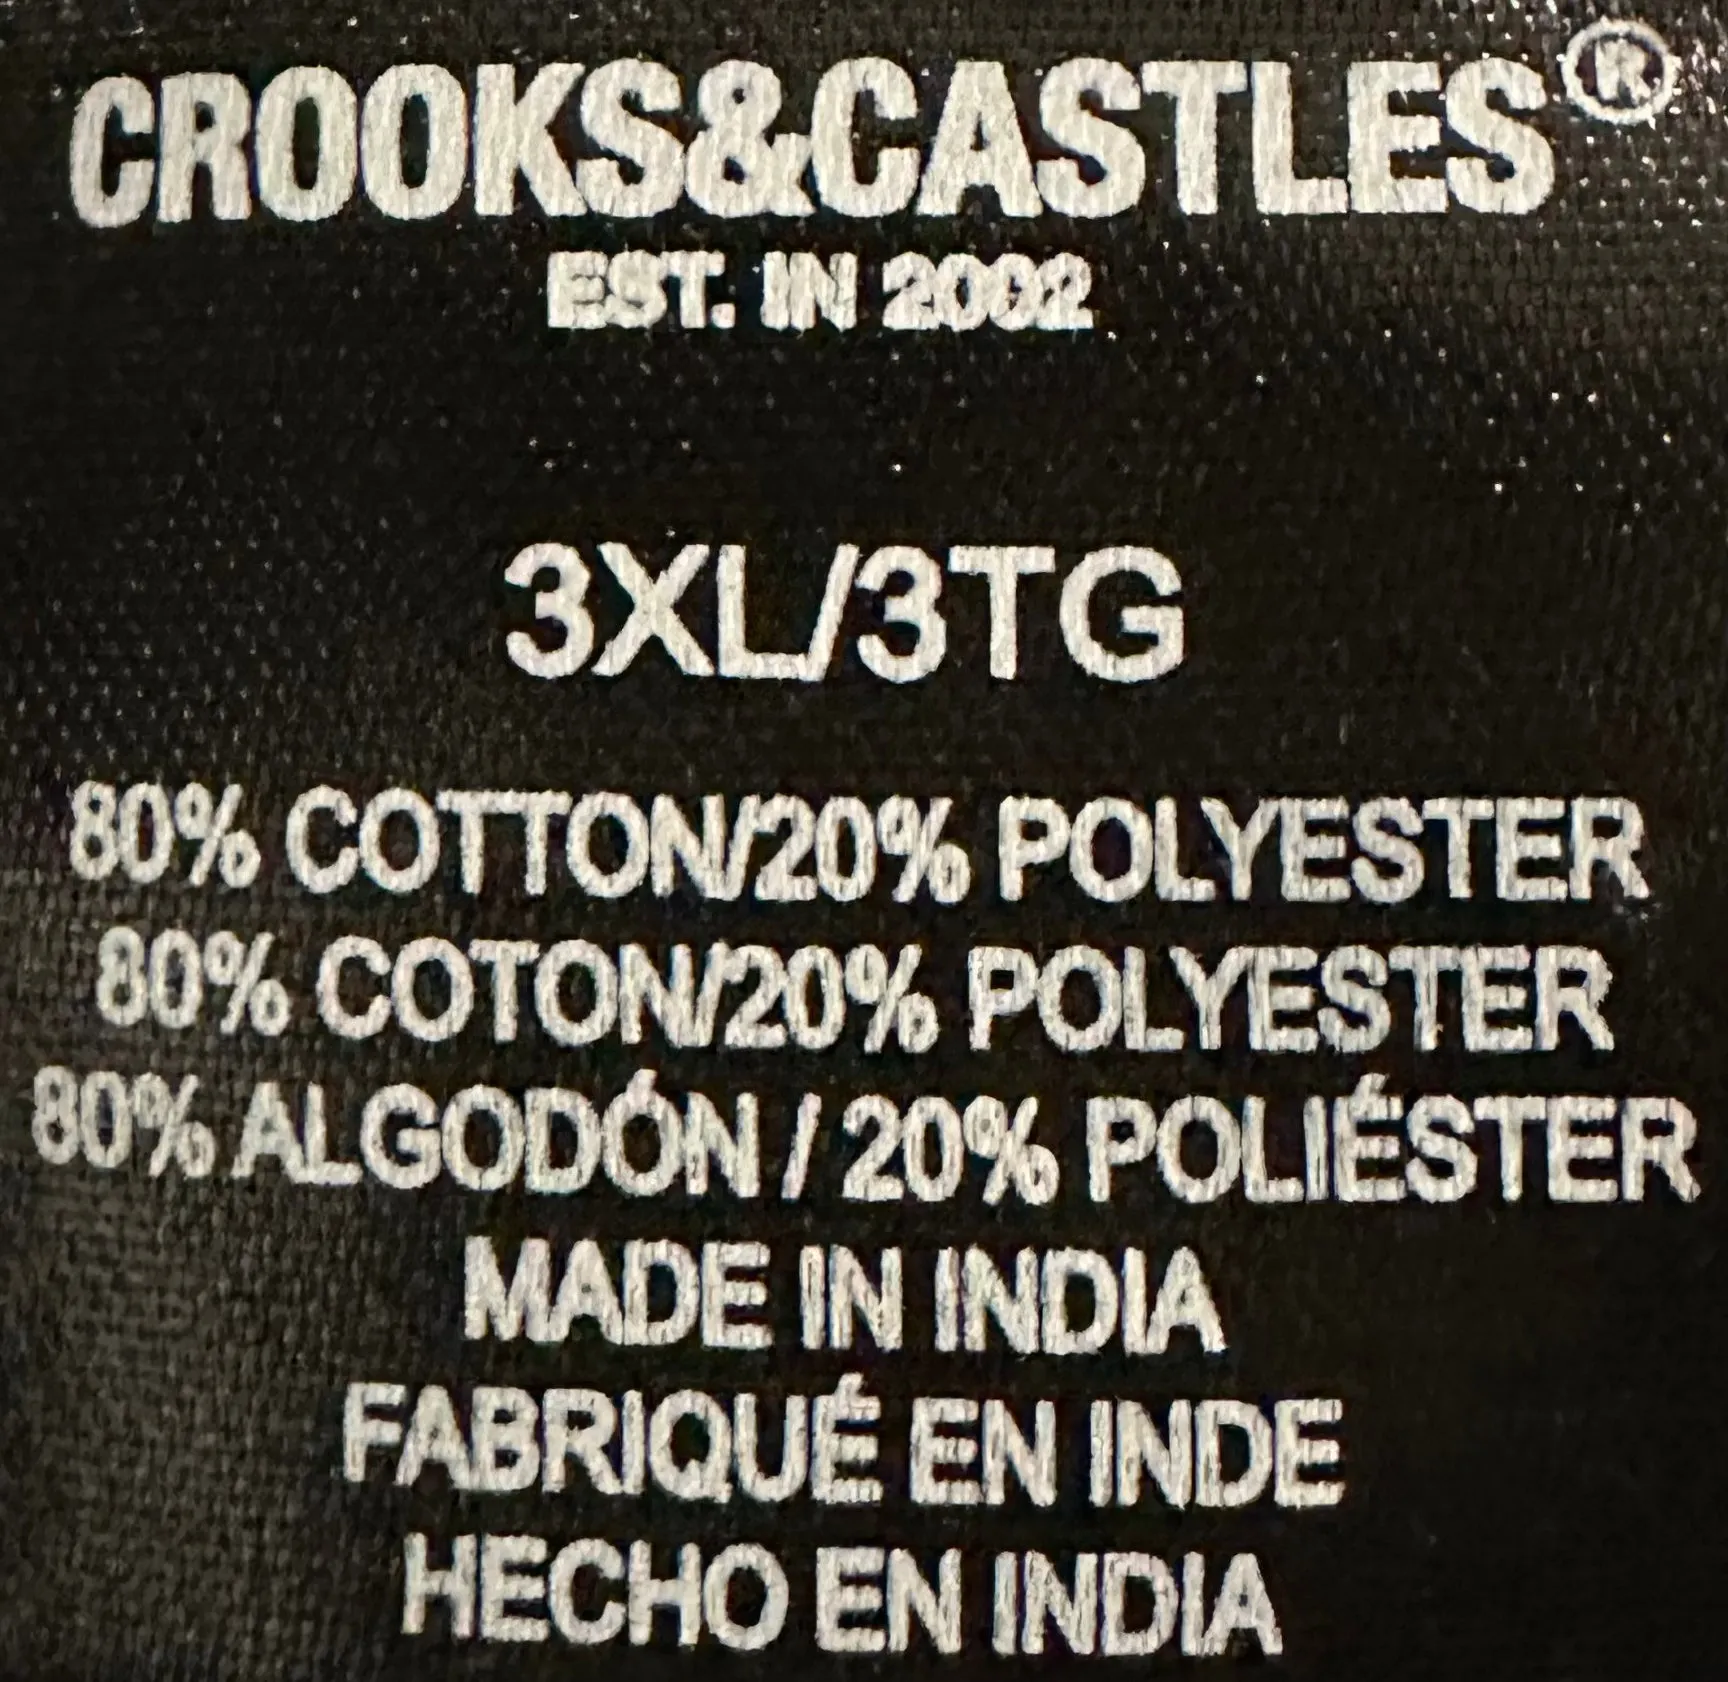 CROOKS&CASTLES®
EST. IN 2002
3XL/3TG
80% COTTON/20% POLYESTER
80% COTON/20% POLYESTER
80% ALGODÓN / 20% POLIÉSTER
MADE IN INDIA
FABRIQUÉ EN INDE
HECHO EN INDIA